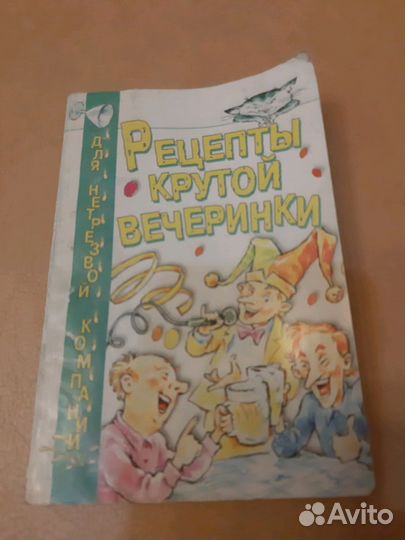 Рецепты
крутой
вечеринки
для нетрезвой компании
Avito